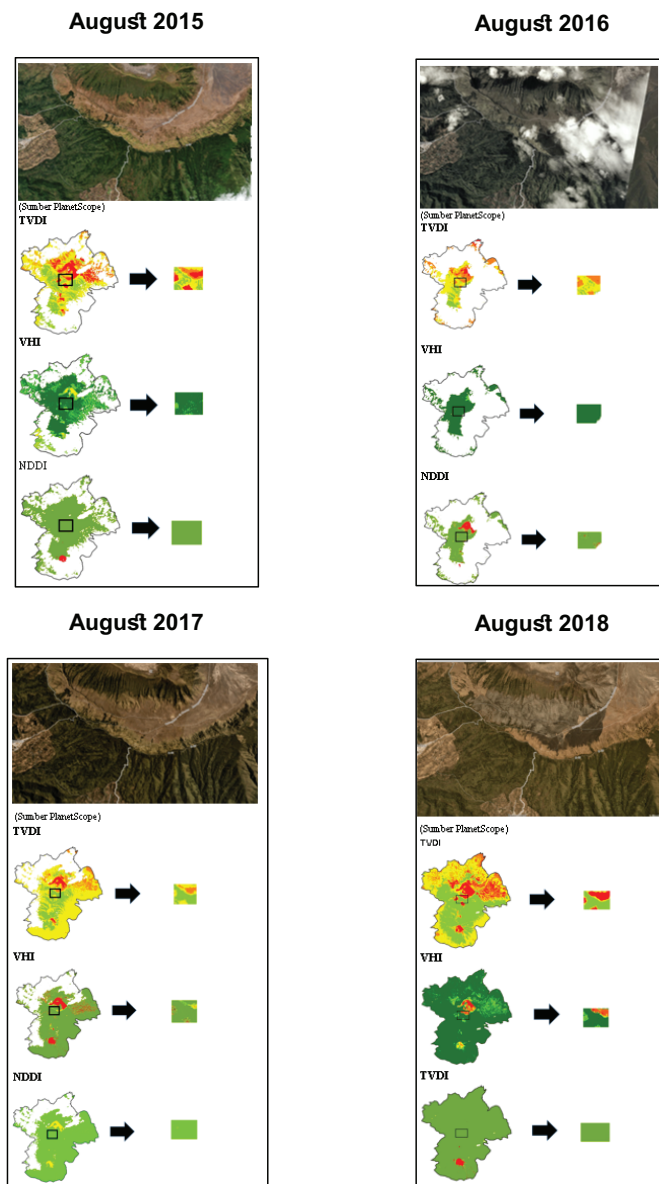 August 2015
(Sumber PlanetScope)
TVDI
VHI
NDDI
August 2016
(Sumber PlanetScope)
TVDI
VHI
NDDI
August 2017
(Sumber PlanetScope)
TVDI
VHI
NDDI
August 2018
(Sumber PlanetScope)
TVDI
VHI
TVDI